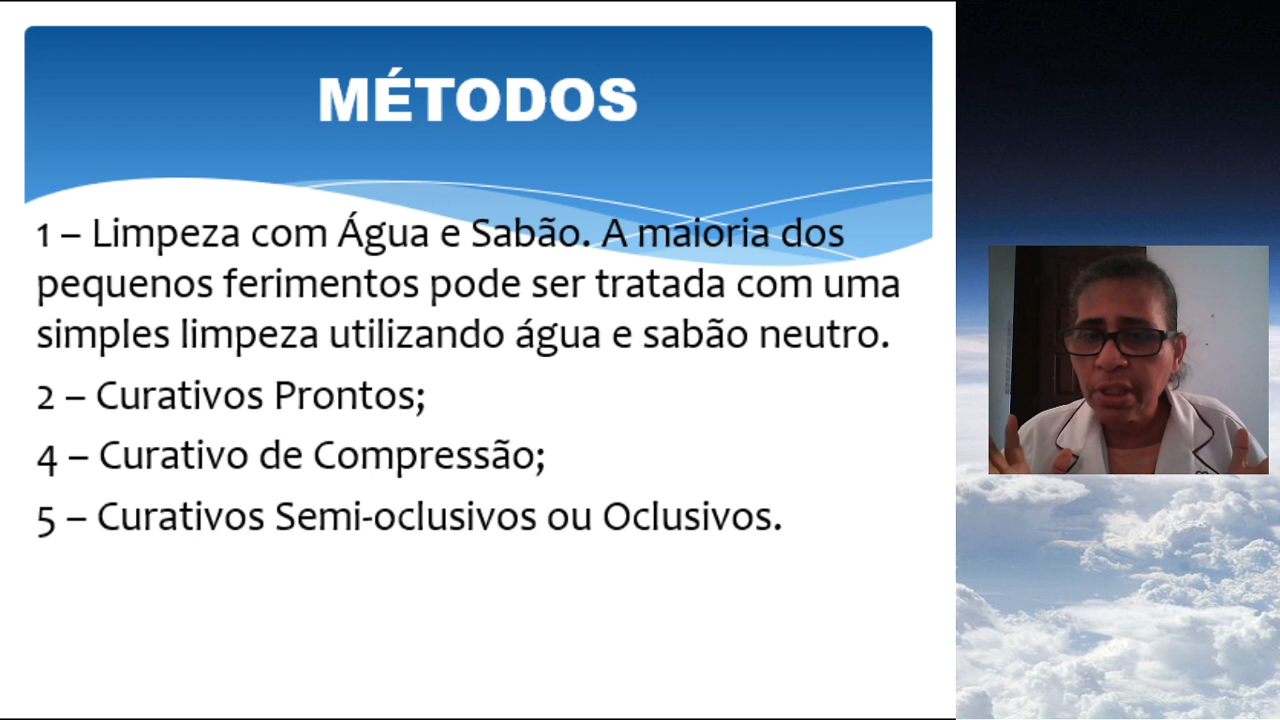 MÉTODOS
1 – Limpeza com Água e Sabão. A maioria dos
pequenos ferimentos pode ser tratada com uma
simples limpeza utilizando água e sabão neutro.
2 – Curativos Prontos;
4 – Curativo de Compressão;
5 – Curativos Semi-oclusivos ou Oclusivos.